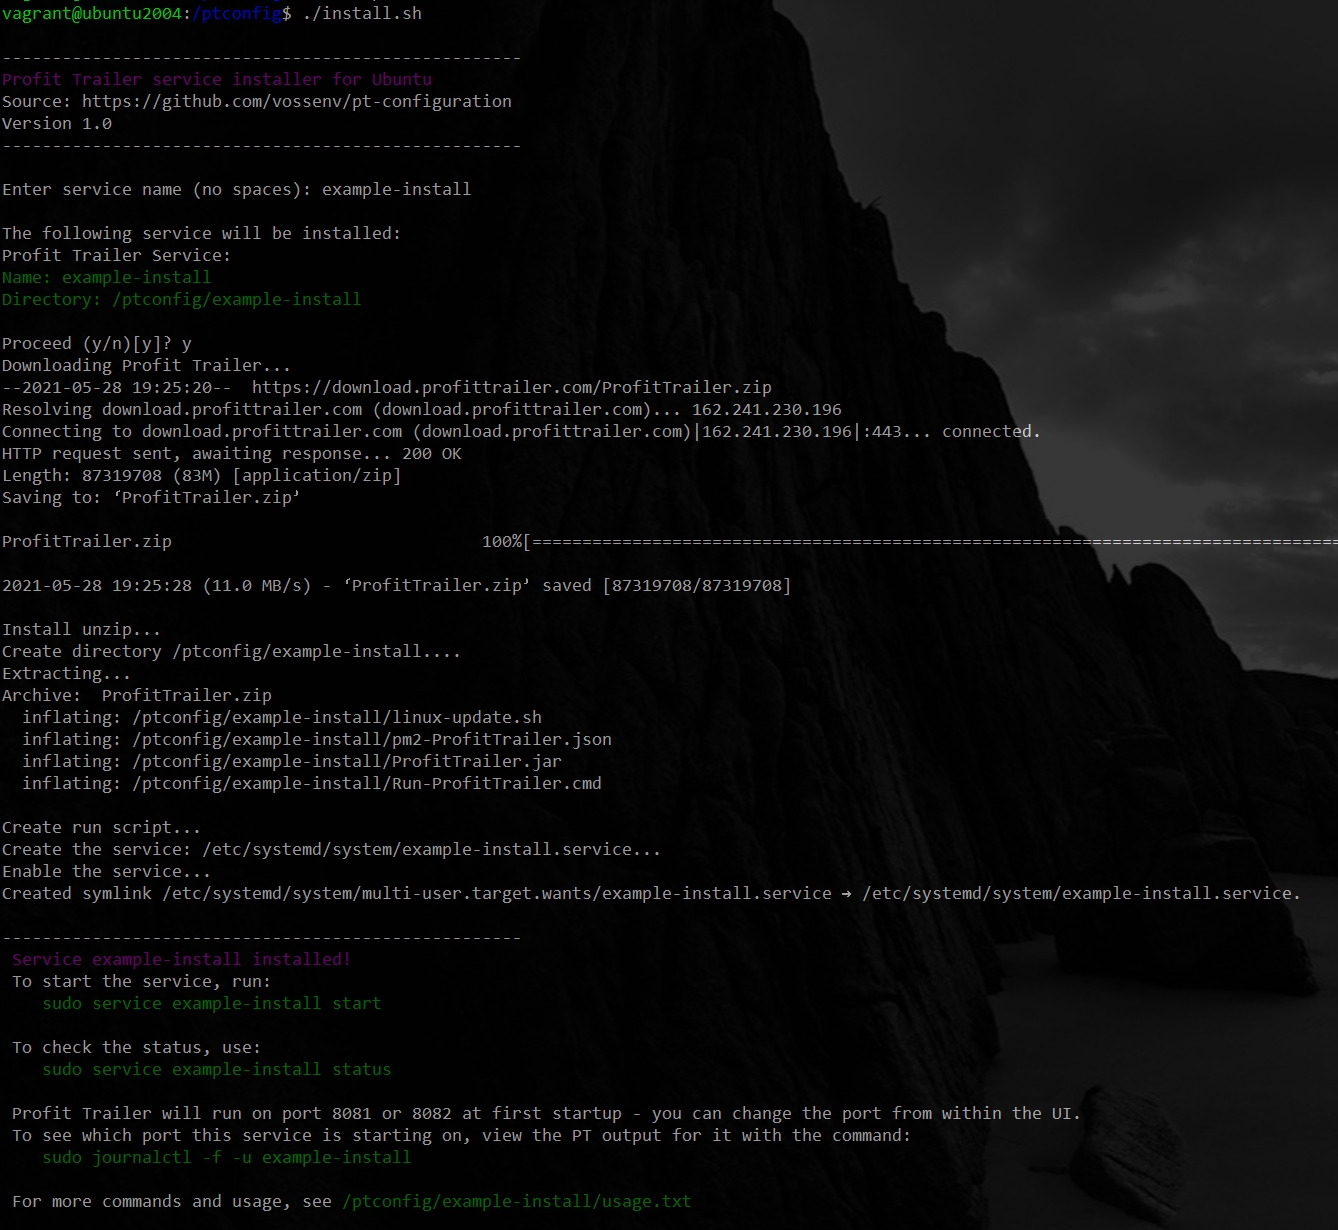 vagrant@ubuntu2004:/ptconfig$ ./install.sh
----------------------------------------------------
Profit Trailer service installer for Ubuntu
Source: https://github.com/vossenv/pt-configuration
Version 1.0
----------------------------------------------------
Enter service name (no spaces): example-install
The following service will be installed:
Profit Trailer Service:
Name: example-install
Directory: /ptconfig/example-install
Proceed (y/n)[y]? y
Downloading Profit Trailer...
--2021-05-28 19:25:20--  https://download.profittrailer.com/ProfitTrailer.zip
Resolving download.profittrailer.com (download.profittrailer.com)... 162.241.230.196
Connecting to download.profittrailer.com (download.profittrailer.com)|162.241.230.196|:443... connected.
HTTP request sent, awaiting response... 200 OK
Length: 87319708 (83M) [application/zip]
Saving to: ‘ProfitTrailer.zip’
ProfitTrailer.zip                               100%[=================================================================================
2021-05-28 19:25:28 (11.0 MB/s) - ‘ProfitTrailer.zip’ saved [87319708/87319708]
Install unzip...
Create directory /ptconfig/example-install....
Extracting...
Archive:  ProfitTrailer.zip
  inflating: /ptconfig/example-install/linux-update.sh
  inflating: /ptconfig/example-install/pm2-ProfitTrailer.json
  inflating: /ptconfig/example-install/ProfitTrailer.jar
  inflating: /ptconfig/example-install/Run-ProfitTrailer.cmd
Create run script...
Create the service: /etc/systemd/system/example-install.service...
Enable the service...
Created symlink /etc/systemd/system/multi-user.target.wants/example-install.service → /etc/systemd/system/example-install.service.
----------------------------------------------------
 Service example-install installed!
 To start the service, run:
    sudo service example-install start
 To check the status, use:
    sudo service example-install status
 Profit Trailer will run on port 8081 or 8082 at first startup - you can change the port from within the UI.
 To see which port this service is starting on, view the PT output for it with the command:
    sudo journalctl -f -u example-install
 For more commands and usage, see /ptconfig/example-install/usage.txt